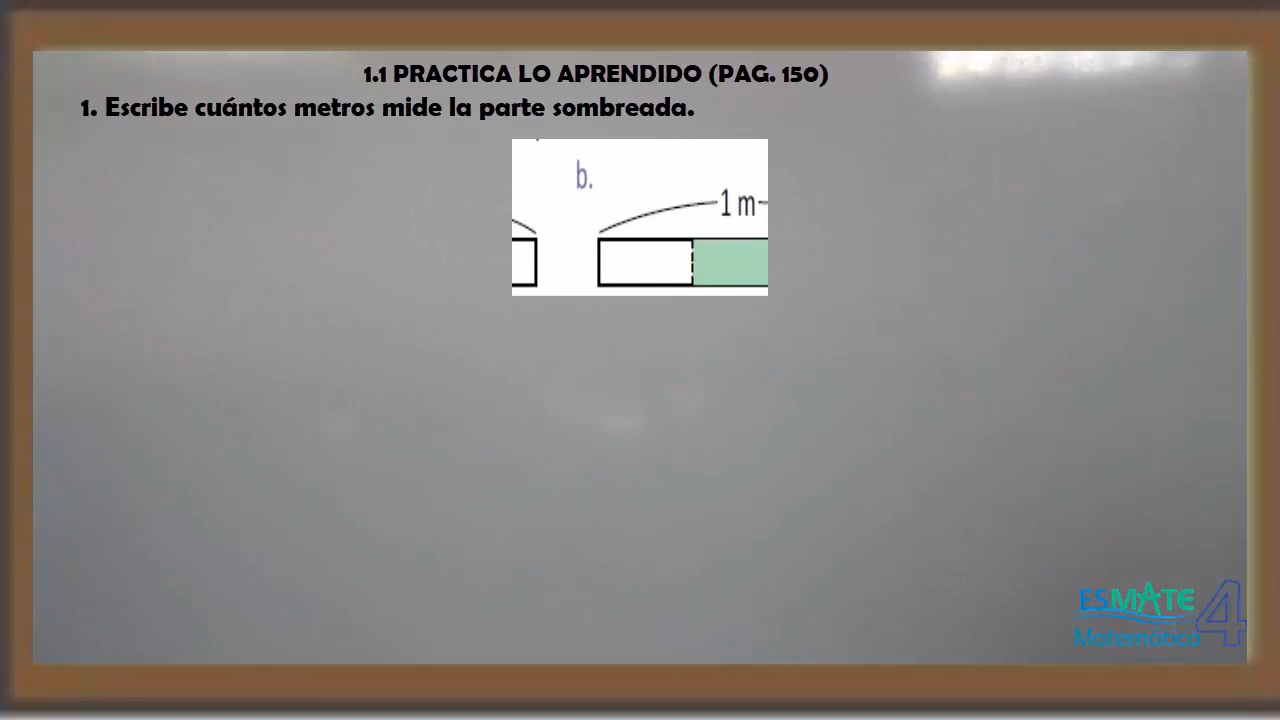 1.1 PRACTICA LO APRENDIDO (PAG. 150)
1. Escribe cuántos metros mide la parte sombreada.
b.
1 m
ESMATE 4
Matemática